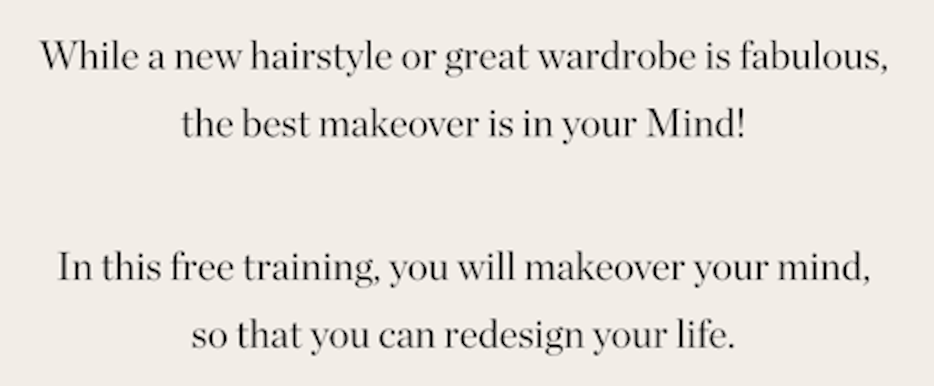 While a new hairstyle or great wardrobe is fabulous,
the best makeover is in your Mind!
In this free training, you will makeover your mind,
so that you can redesign your life.